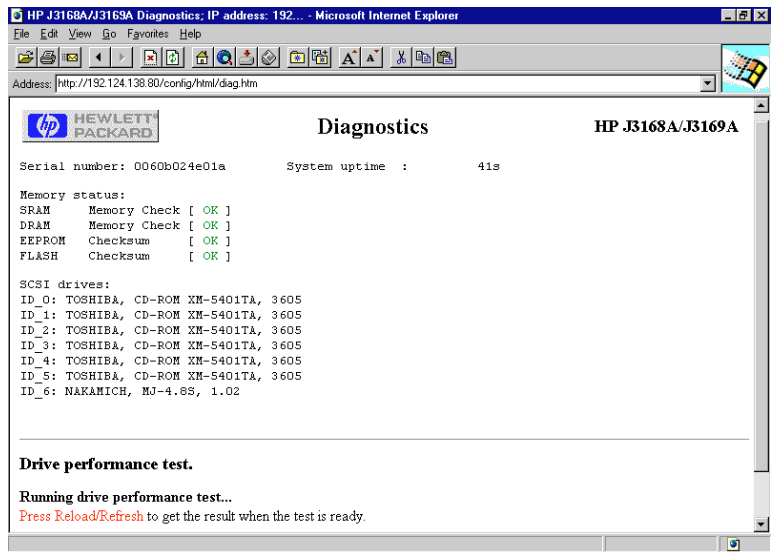 HP J3168A/J3169A Diagnostics; IP address: 192... - Microsoft Internet Explorer
File Edit View Go Favorites Help
Address: http://192.124.138.80/config/html/diag.htm
hp HEWLETT® PACKARD
Diagnostics
HP J3168A/J3169A
Serial number: 0060b024e01a System uptime : 41s
Memory status:
SRAM Memory Check [ OK ]
DRAM Memory Check [ OK ]
EEPROM Checksum [ OK ]
FLASH Checksum [ OK ]
SCSI drives:
ID_0: TOSHIBA, CD-ROM XM-5401TA, 3605
ID_1: TOSHIBA, CD-ROM XM-5401TA, 3605
ID_2: TOSHIBA, CD-ROM XM-5401TA, 3605
ID_3: TOSHIBA, CD-ROM XM-5401TA, 3605
ID_4: TOSHIBA, CD-ROM XM-5401TA, 3605
ID_5: TOSHIBA, CD-ROM XM-5401TA, 3605
ID_6: NAKAMICH, MJ-4.8S, 1.02
Drive performance test.
Running drive performance test...
Press Reload/Refresh to get the result when the test is ready.